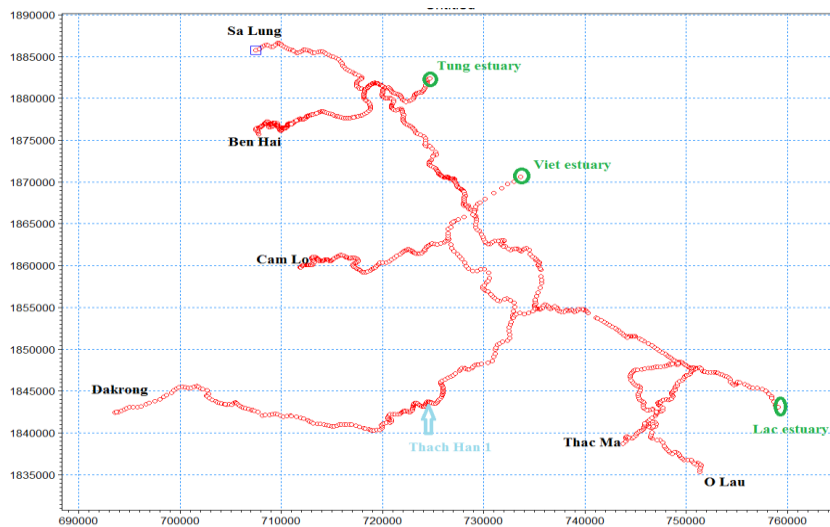 1890000
Sa Lung
1885000
Tung estuary
1880000
1875000
Ben Hai
Viet estuary
1870000
1865000
Cam Lo
1860000
1855000
1850000
1845000
Dakrong
1840000
Thach Han 1
Thac Ma
Lac estuary
1835000
O Lau
690000 700000 710000 720000 730000 740000 750000 760000